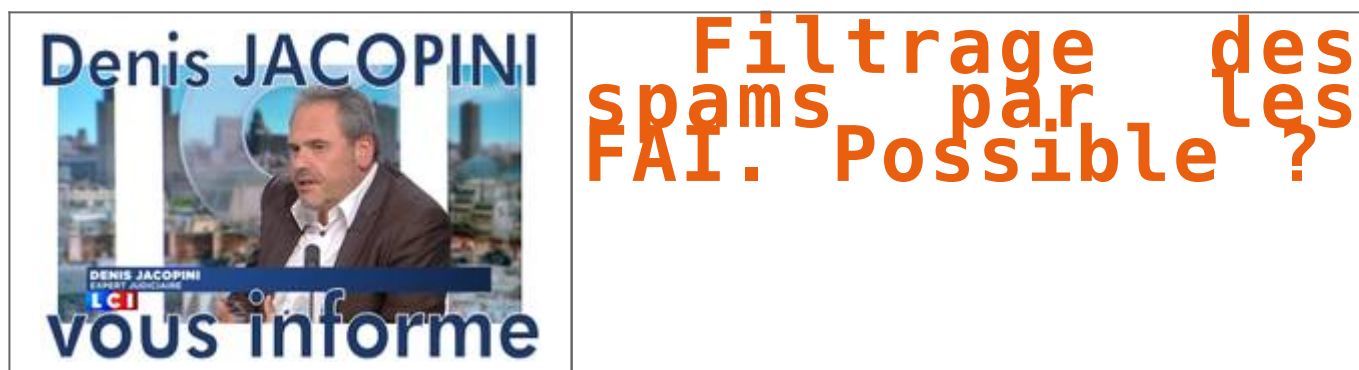 Denis JACOPINI
DENIS JACOPINI
EXPERT JUDICIAIRE
LCI
vous informe
Filtrage des
spams par les
FAI. Possible ?